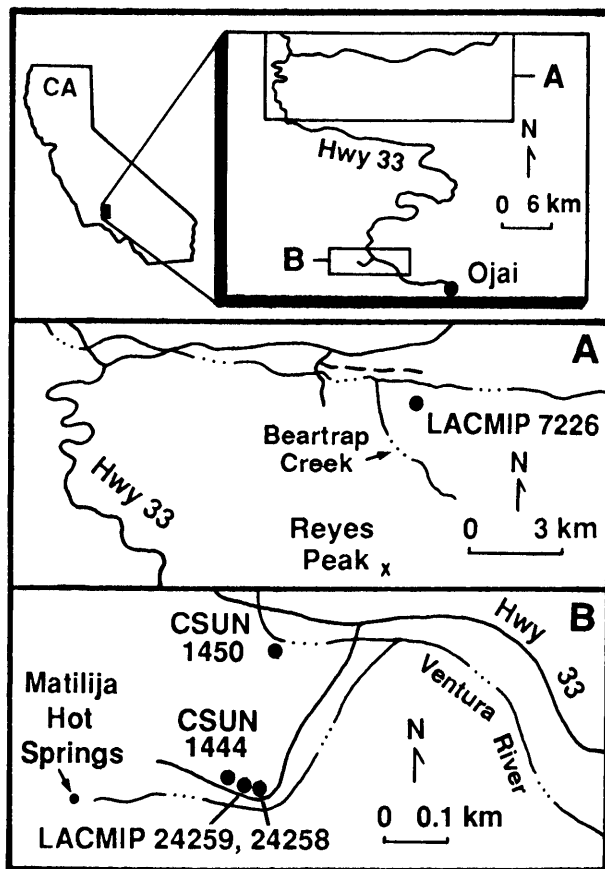 CA
A
Hwy 33
N
0 6 km
B
Ojai
A
LACMIP 7226
Beartrap
Creek
N
Hwy 33
0 3 km
Reyes
Peak x
B
Hwy 33
CSUN
1450
Ventura River
Matilija
Hot
Springs
CSUN
1444
N
0 0.1 km
LACMIP 24259, 24258